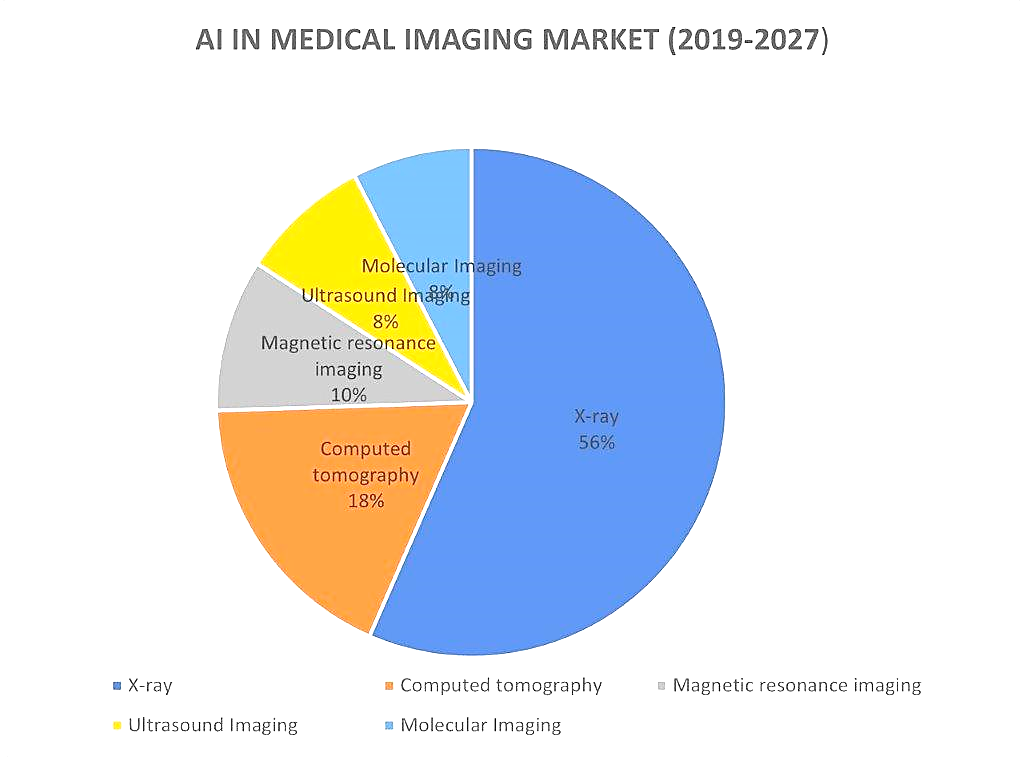 AI IN MEDICAL IMAGING MARKET (2019-2027)
Molecular Imaging
8%
Ultrasound Imaging
8%
Magnetic resonance
imaging
10%
X-ray
56%
Computed
tomography
18%
X-ray
Computed tomography
Magnetic resonance imaging
Ultrasound Imaging
Molecular Imaging